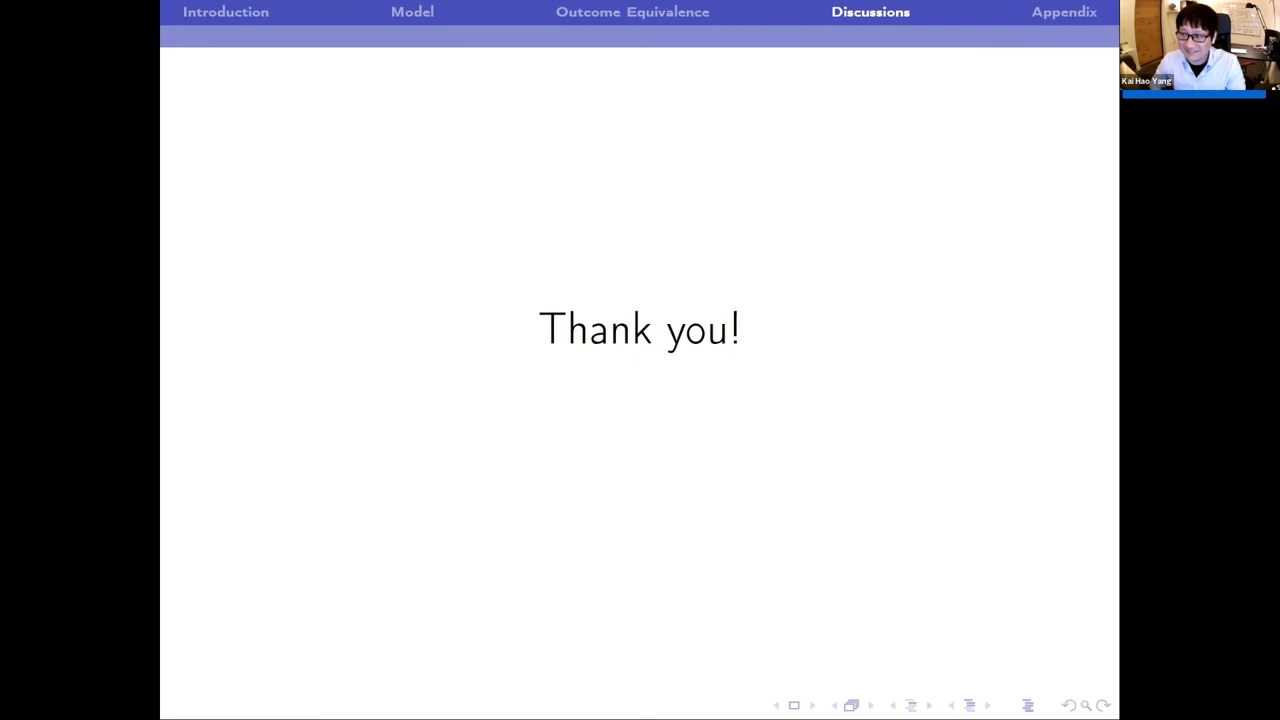 Introduction
Model
Outcome Equivalence
Discussions
Appendix
Kai Hao Yang
Thank you!